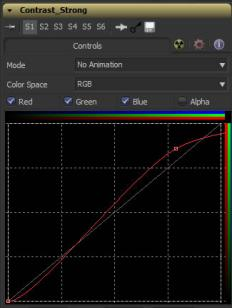 Contrast_Strong
S1 S2 S3 S4 S5 S6
Controls
Mode No Animation
Color Space RGB
Red Green Blue Alpha